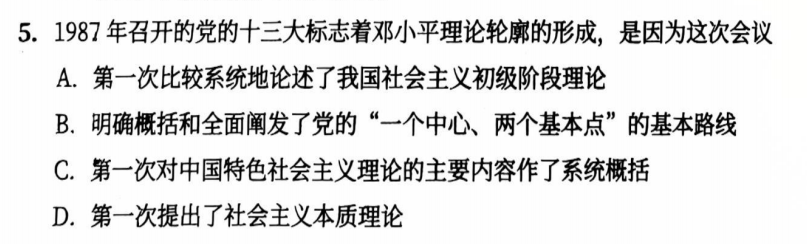 5. 1987年召开的党的十三大标志着邓小平理论轮廓的形成，是因为这次会议
A. 第一次比较系统地论述了我国社会主义初级阶段理论
B. 明确概括和全面阐发了党的“一个中心、两个基本点”的基本路线
C. 第一次对中国特色社会主义理论的主要内容作了系统概括
D. 第一次提出了社会主义本质理论